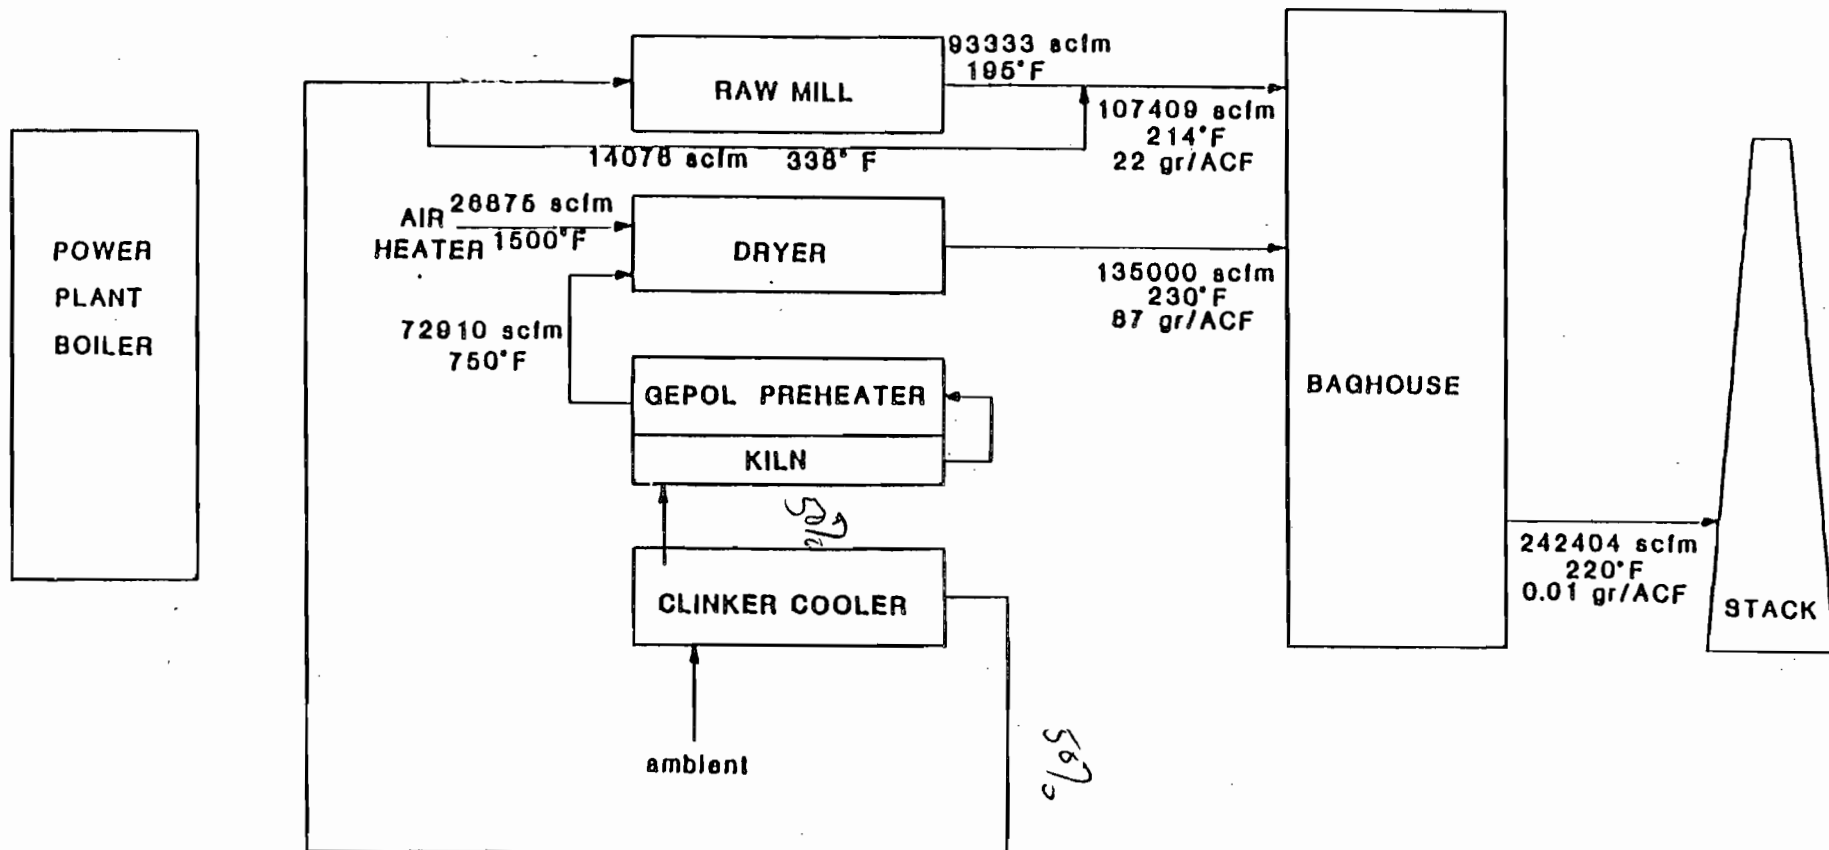 93333 scfm
195°F
RAW MILL
107409 scfm
214°F
22 gr/ACF
14076 scfm 338° F
AIR
HEATER
26875 scfm
1500°F
DRYER
135000 scfm
230°F
87 gr/ACF
POWER
PLANT
BOILER
72910 scfm
750°F
GEPOL PREHEATER
KILN
50%
BAGHOUSE
CLINKER COOLER
242404 scfm
220°F
0.01 gr/ACF
STACK
ambient
50%